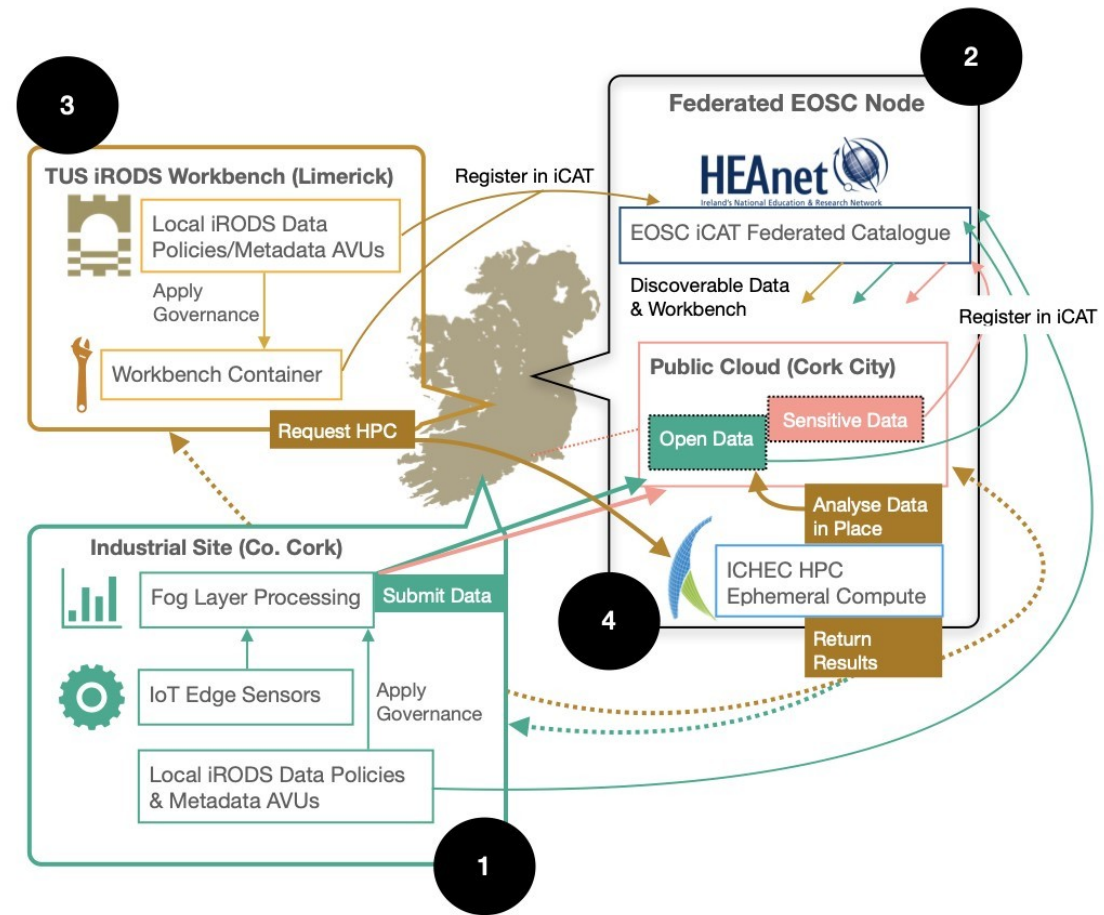 3
TUS iRODS Workbench (Limerick)
Local iRODS Data
Policies/Metadata AVUs
Apply
Governance
Workbench Container
Request HPC
Register in iCAT
2
Federated EOSC Node
HEAnet
Ireland's National Education & Research Network
EOSC iCAT Federated Catalogue
Discoverable Data
& Workbench
Register in iCAT
Public Cloud (Cork City)
Sensitive Data
Open Data
Analyse Data
in Place
ICHEC HPC
Ephemeral Compute
Return
Results
4
Industrial Site (Co. Cork)
Fog Layer Processing
Submit Data
IoT Edge Sensors
Apply
Governance
Local iRODS Data Policies
& Metadata AVUs
1